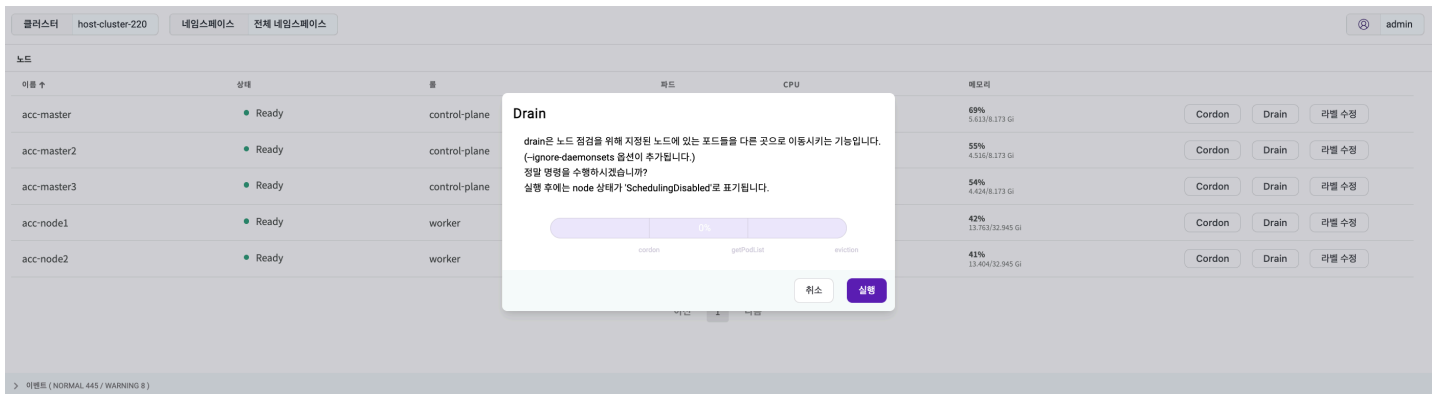 클러스터 host-cluster-220 네임스페이스 전체 네임스페이스 admin
노드
이름 ↑ 상태 롤 파드 CPU 메모리
acc-master Ready control-plane 69% 5.613/8.173 Gi Cordon Drain 라벨 수정
acc-master2 Ready control-plane 55% 4.516/8.173 Gi Cordon Drain 라벨 수정
acc-master3 Ready control-plane 54% 4.424/8.173 Gi Cordon Drain 라벨 수정
acc-node1 Ready worker 42% 13.763/32.945 Gi Cordon Drain 라벨 수정
acc-node2 Ready worker 41% 13.404/32.945 Gi Cordon Drain 라벨 수정
Drain
drain은 노드 점검을 위해 지정된 노드에 있는 포드들을 다른 곳으로 이동시키는 기능입니다.
(–ignore-daemonsets 옵션이 추가됩니다.)
정말 명령을 수행하시겠습니까?
실행 후에는 node 상태가 'SchedulingDisabled'로 표기됩니다.
0%
cordon getPodList eviction
취소 실행
1
> 이벤트 ( NORMAL 445 / WARNING 8 )